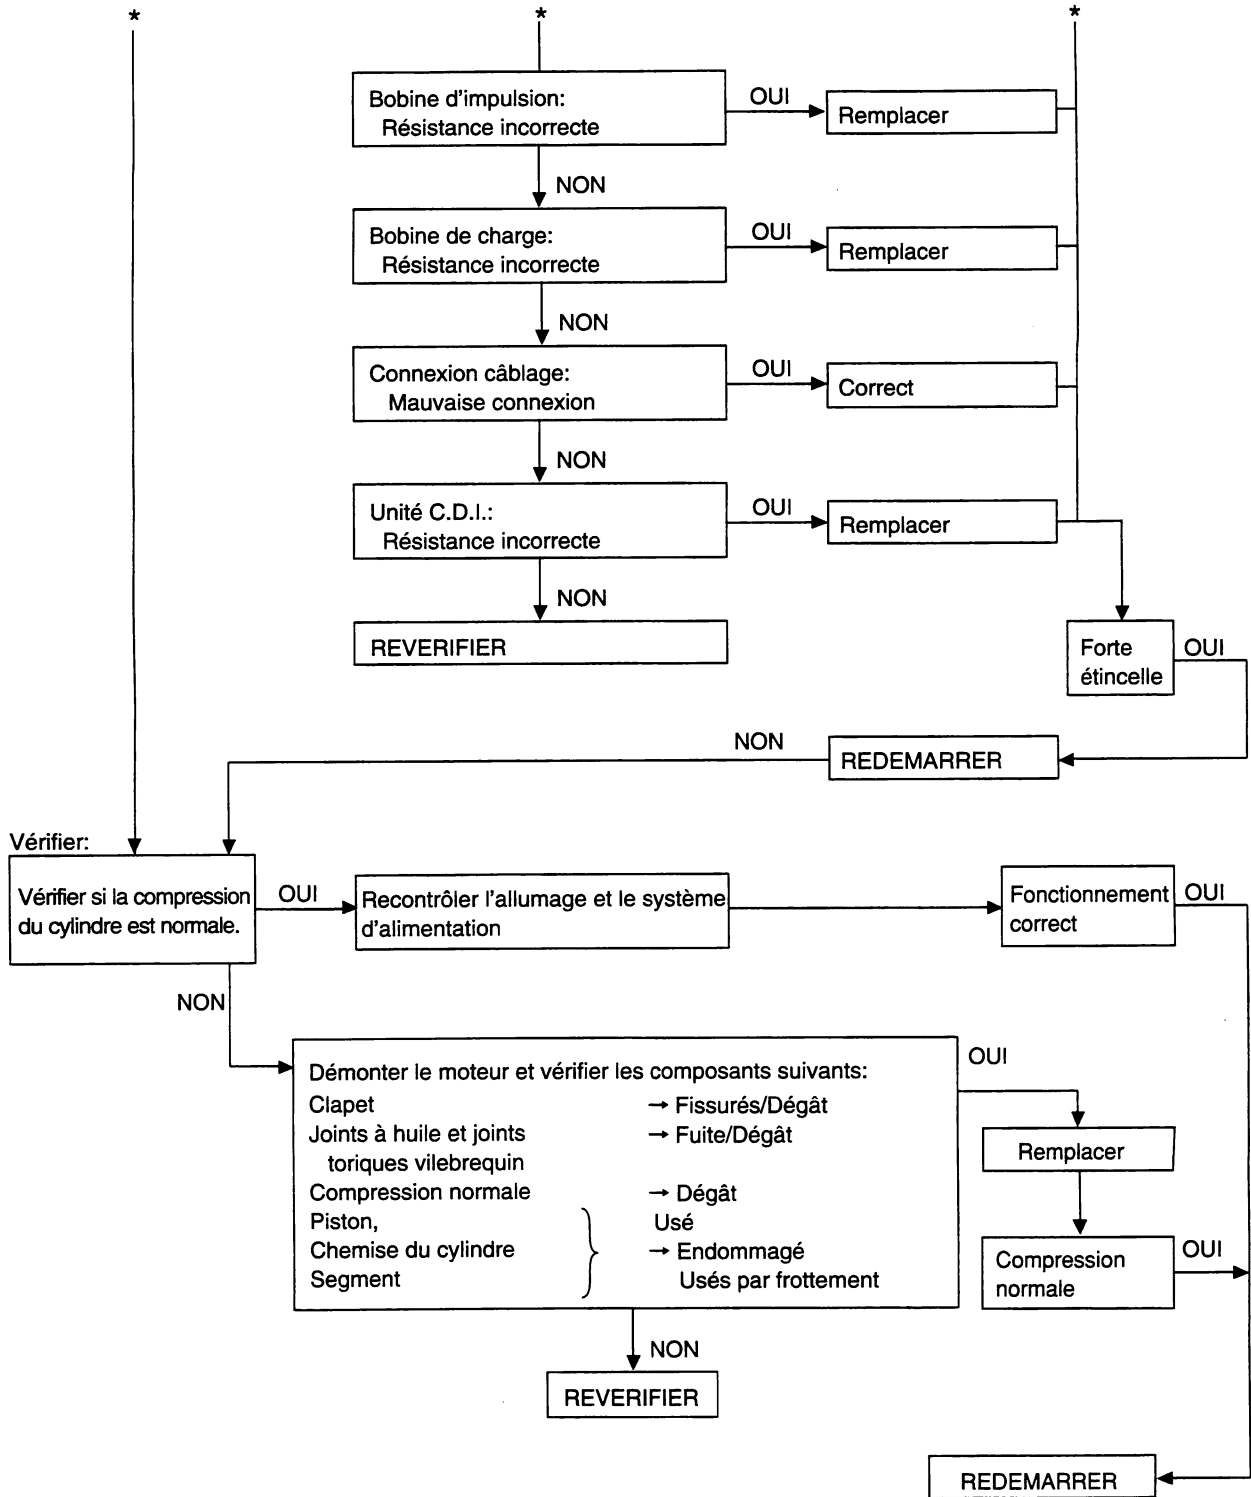 * * *
Bobine d'impulsion:
Résistance incorrecte
OUI
Remplacer
NON
Bobine de charge:
Résistance incorrecte
OUI
Remplacer
NON
Connexion câblage:
Mauvaise connexion
OUI
Correct
NON
Unité C.D.I.:
Résistance incorrecte
OUI
Remplacer
NON
REVERIFIER
Forte
étincelle
OUI
REDEMARRER
NON
Vérifier:
Vérifier si la compression
du cylindre est normale.
OUI
Recontrôler l'allumage et le système
d'alimentation
Fonctionnement
correct
OUI
NON
Démonter le moteur et vérifier les composants suivants:
Clapet → Fissurés/Dégât
Joints à huile et joints → Fuite/Dégât
toriques vilebrequin
Compression normale → Dégât
Piston, Usé
Chemise du cylindre → Endommagé
Segment Usés par frottement
OUI
Remplacer
Compression
normale
OUI
NON
REVERIFIER
REDEMARRER